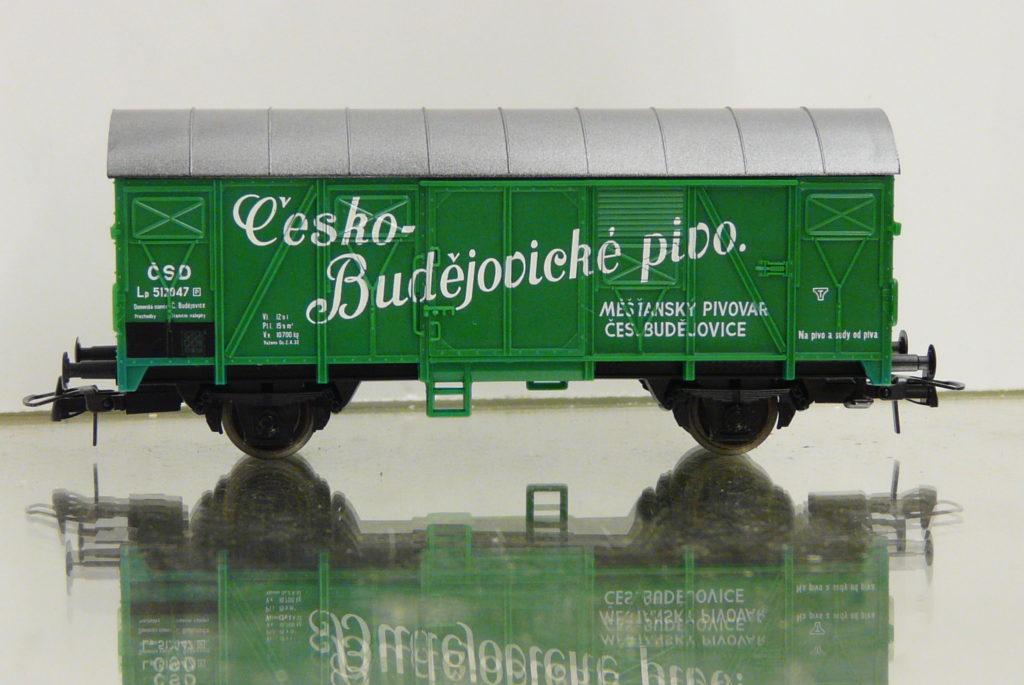 Česko-
Budějovické pivo.
ČSD
Lp 512047 P
MĚŠŤANSKÝ PIVOVAR
ČES. BUDĚJOVICE
Na pivo a sudy od piva